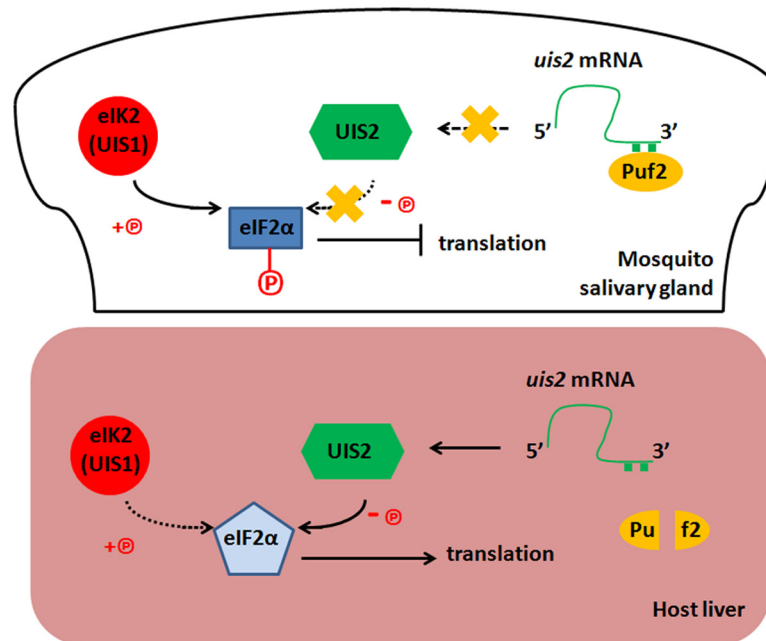 uis2 mRNA
eIK2
(UIS1)
UIS2
5’
3’
Puf2
+Ⓟ
- Ⓟ
eIF2α
translation
Ⓟ
Mosquito
salivary gland
uis2 mRNA
eIK2
(UIS1)
UIS2
5’
3’
- Ⓟ
Pu f2
+Ⓟ
eIF2α
translation
Host liver